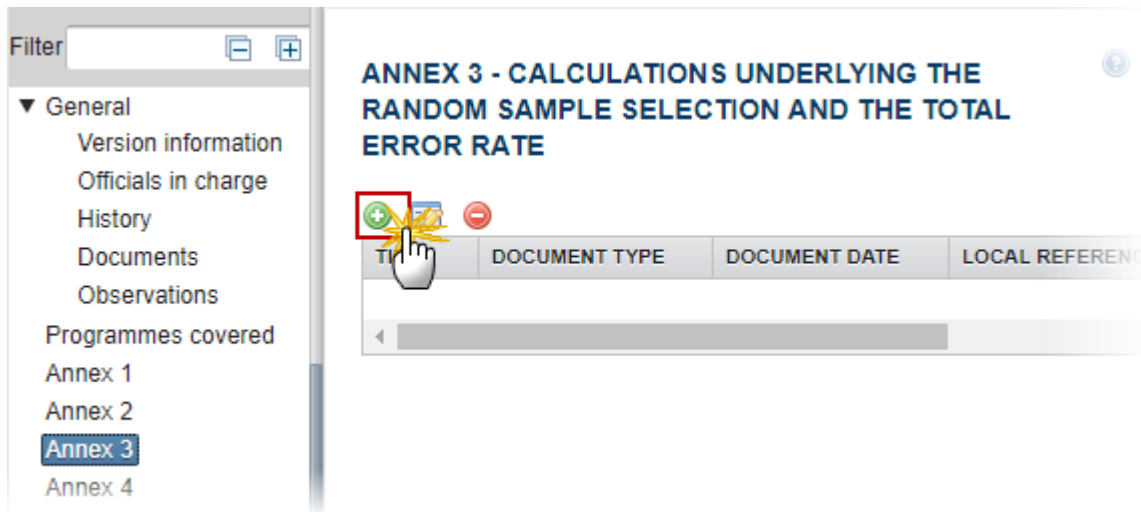 Filter
▼ General
Version information
Officials in charge
History
Documents
Observations
Programmes covered
Annex 1
Annex 2
Annex 3
Annex 4
ANNEX 3 - CALCULATIONS UNDERLYING THE
RANDOM SAMPLE SELECTION AND THE TOTAL
ERROR RATE
DOCUMENT TYPE DOCUMENT DATE LOCAL